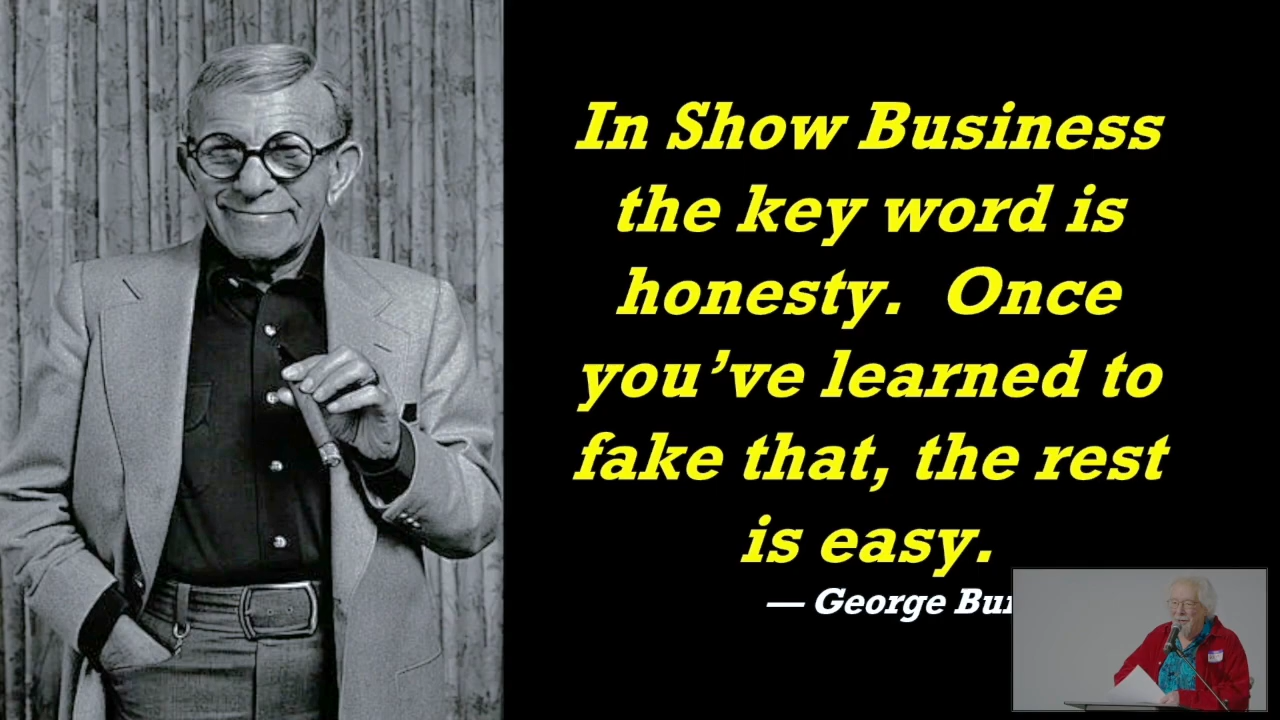 In Show Business
the key word is
honesty.  Once
you’ve learned to
fake that, the rest
is easy.
— George